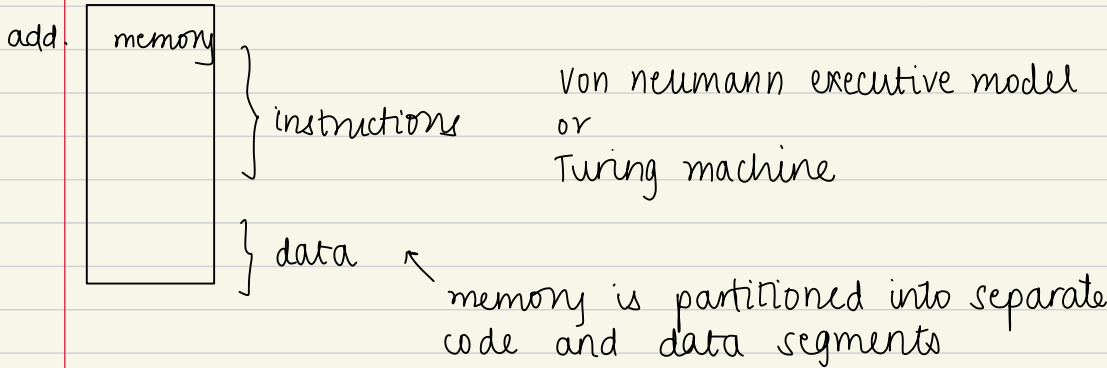 add. memory
Von neumann executive model
instructions or
Turing machine
data
memory is partitioned into separate
code and data segments